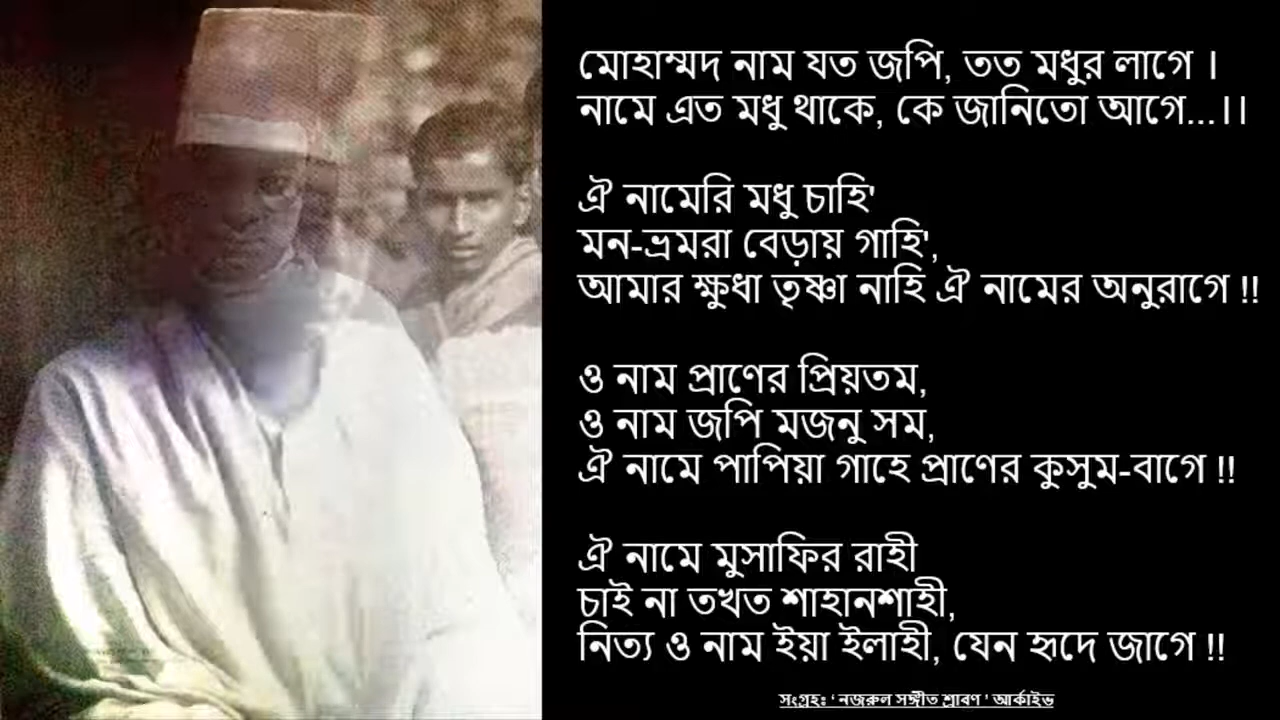 মোহাম্মদ নাম যত জপি, তত মধুর লাগে ।
নামে এত মধু থাকে, কে জানিতো আগে...।।
ঐ নামেরি মধু চাহি'
মন-ভ্রমরা বেড়ায় গাহি',
আমার ক্ষুধা তৃষ্ণা নাহি ঐ নামের অনুরাগে !!
ও নাম প্রাণের প্রিয়তম,
ও নাম জপি মজনু সম,
ঐ নামে পাপিয়া গাহে প্রাণের কুসুম-বাগে !!
ঐ নামে মুসাফির রাহী
চাই না তখত শাহানশাহী,
নিত্য ও নাম ইয়া ইলাহী, যেন হৃদে জাগে !!
সংগ্রহঃ ' নজরুল সঙ্গীত শ্রাবণ ' আর্কাইভ